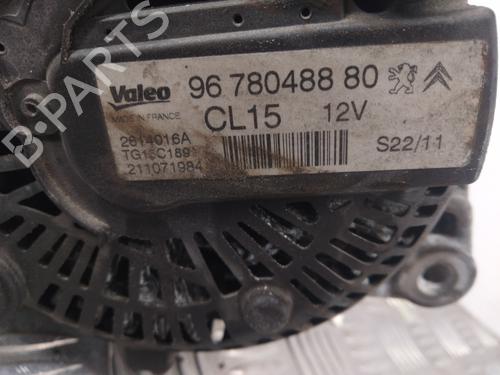 Valeo 96 780488 80
MADE IN FRANCE CL15 12V
2614016A
TG15C189 S22/11
211071984
B-PARTS